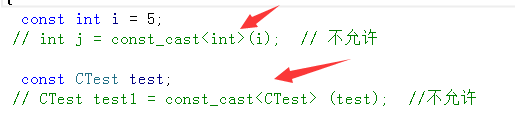 const int i = 5;
// int j = const_cast<int>(i);  // 不允许
const CTest test;
// CTest test1 = const_cast<CTest> (test);  //不允许